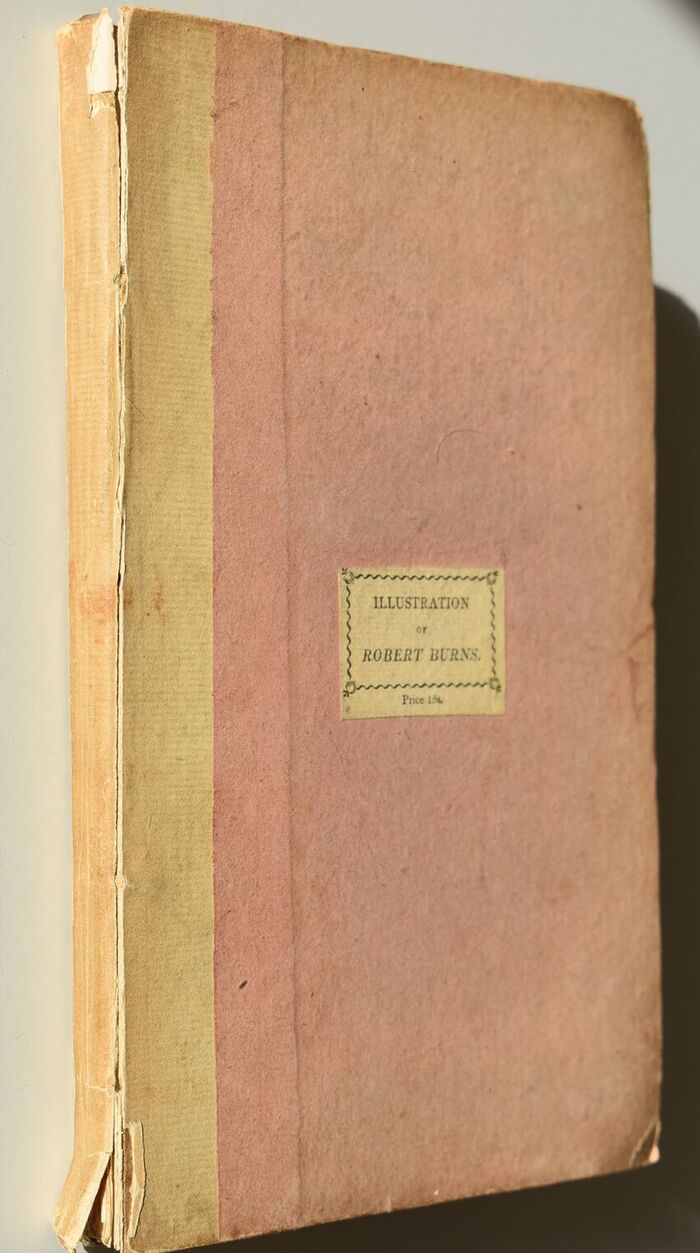 ILLUSTRATION
OF
ROBERT BURNS.
Price 15s.